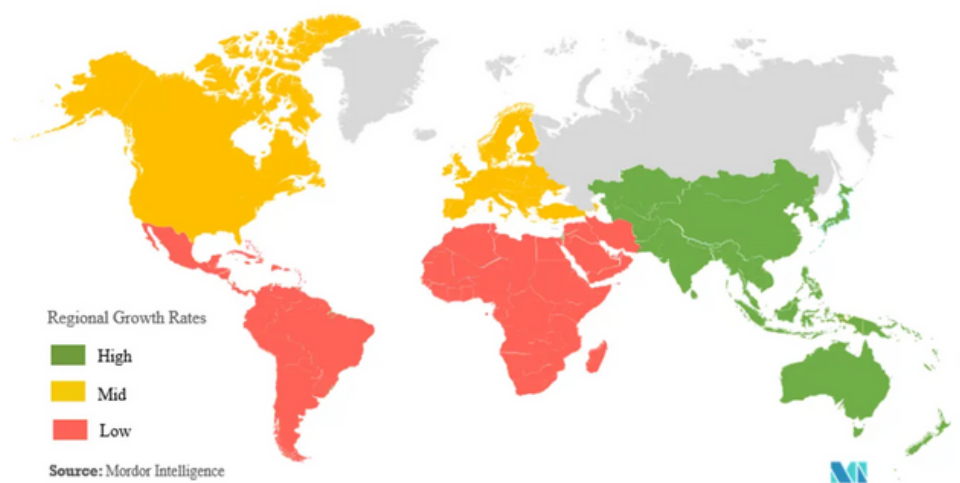 Regional Growth Rates
High
Mid
Low
Source: Mordor Intelligence